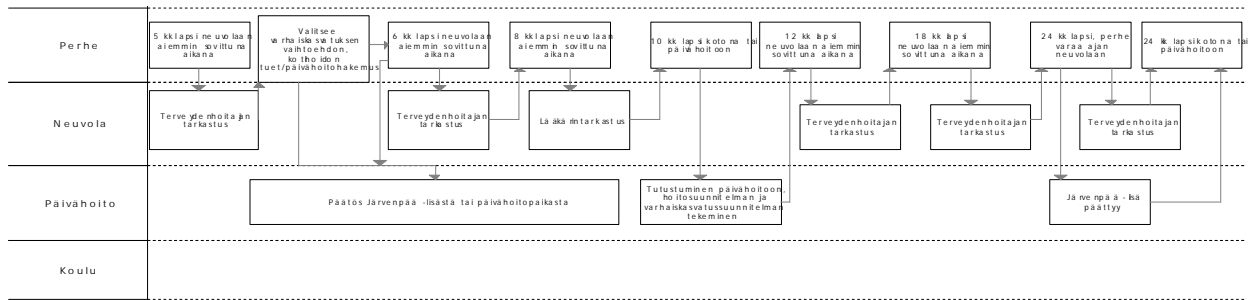 Perhe
5 kk lapsi neuvolaan
aiemmin sovittuna
aikana
Valitsee
varhaiskasvatuksen
vaihtoehdon,
kotihoidon
tuet/päivähoitohakemus
6 kk lapsi neuvolaan
aiemmin sovittuna
aikana
8 kk lapsi neuvolaan
aiemmin sovittuna
aikana
10 kk lapsi kotona tai
päivähoitoon
12 kk lapsi
neuvolaan aiemmin
sovittuna aikana
18 kk lapsi
neuvolaan aiemmin
sovittuna aikana
24 kk lapsi, perhe
varaa ajan
neuvolaan
24 kk lapsi kotona tai
päivähoitoon
Neuvola
Terveydenhoitajan
tarkastus
Terveydenhoitajan
tarkastus
Lääkärintarkastus
Terveydenhoitajan
tarkastus
Terveydenhoitajan
tarkastus
Terveydenhoitajan
tarkastus
Päivähoito
Päätös Järvenpää -lisästä tai päivähoitopaikasta
Tutustuminen päivähoitoon,
hoitosuunnitelman ja
varhaiskasvatussuunnitelman
tekeminen
Järvenpää -lisä
päättyy
Koulu